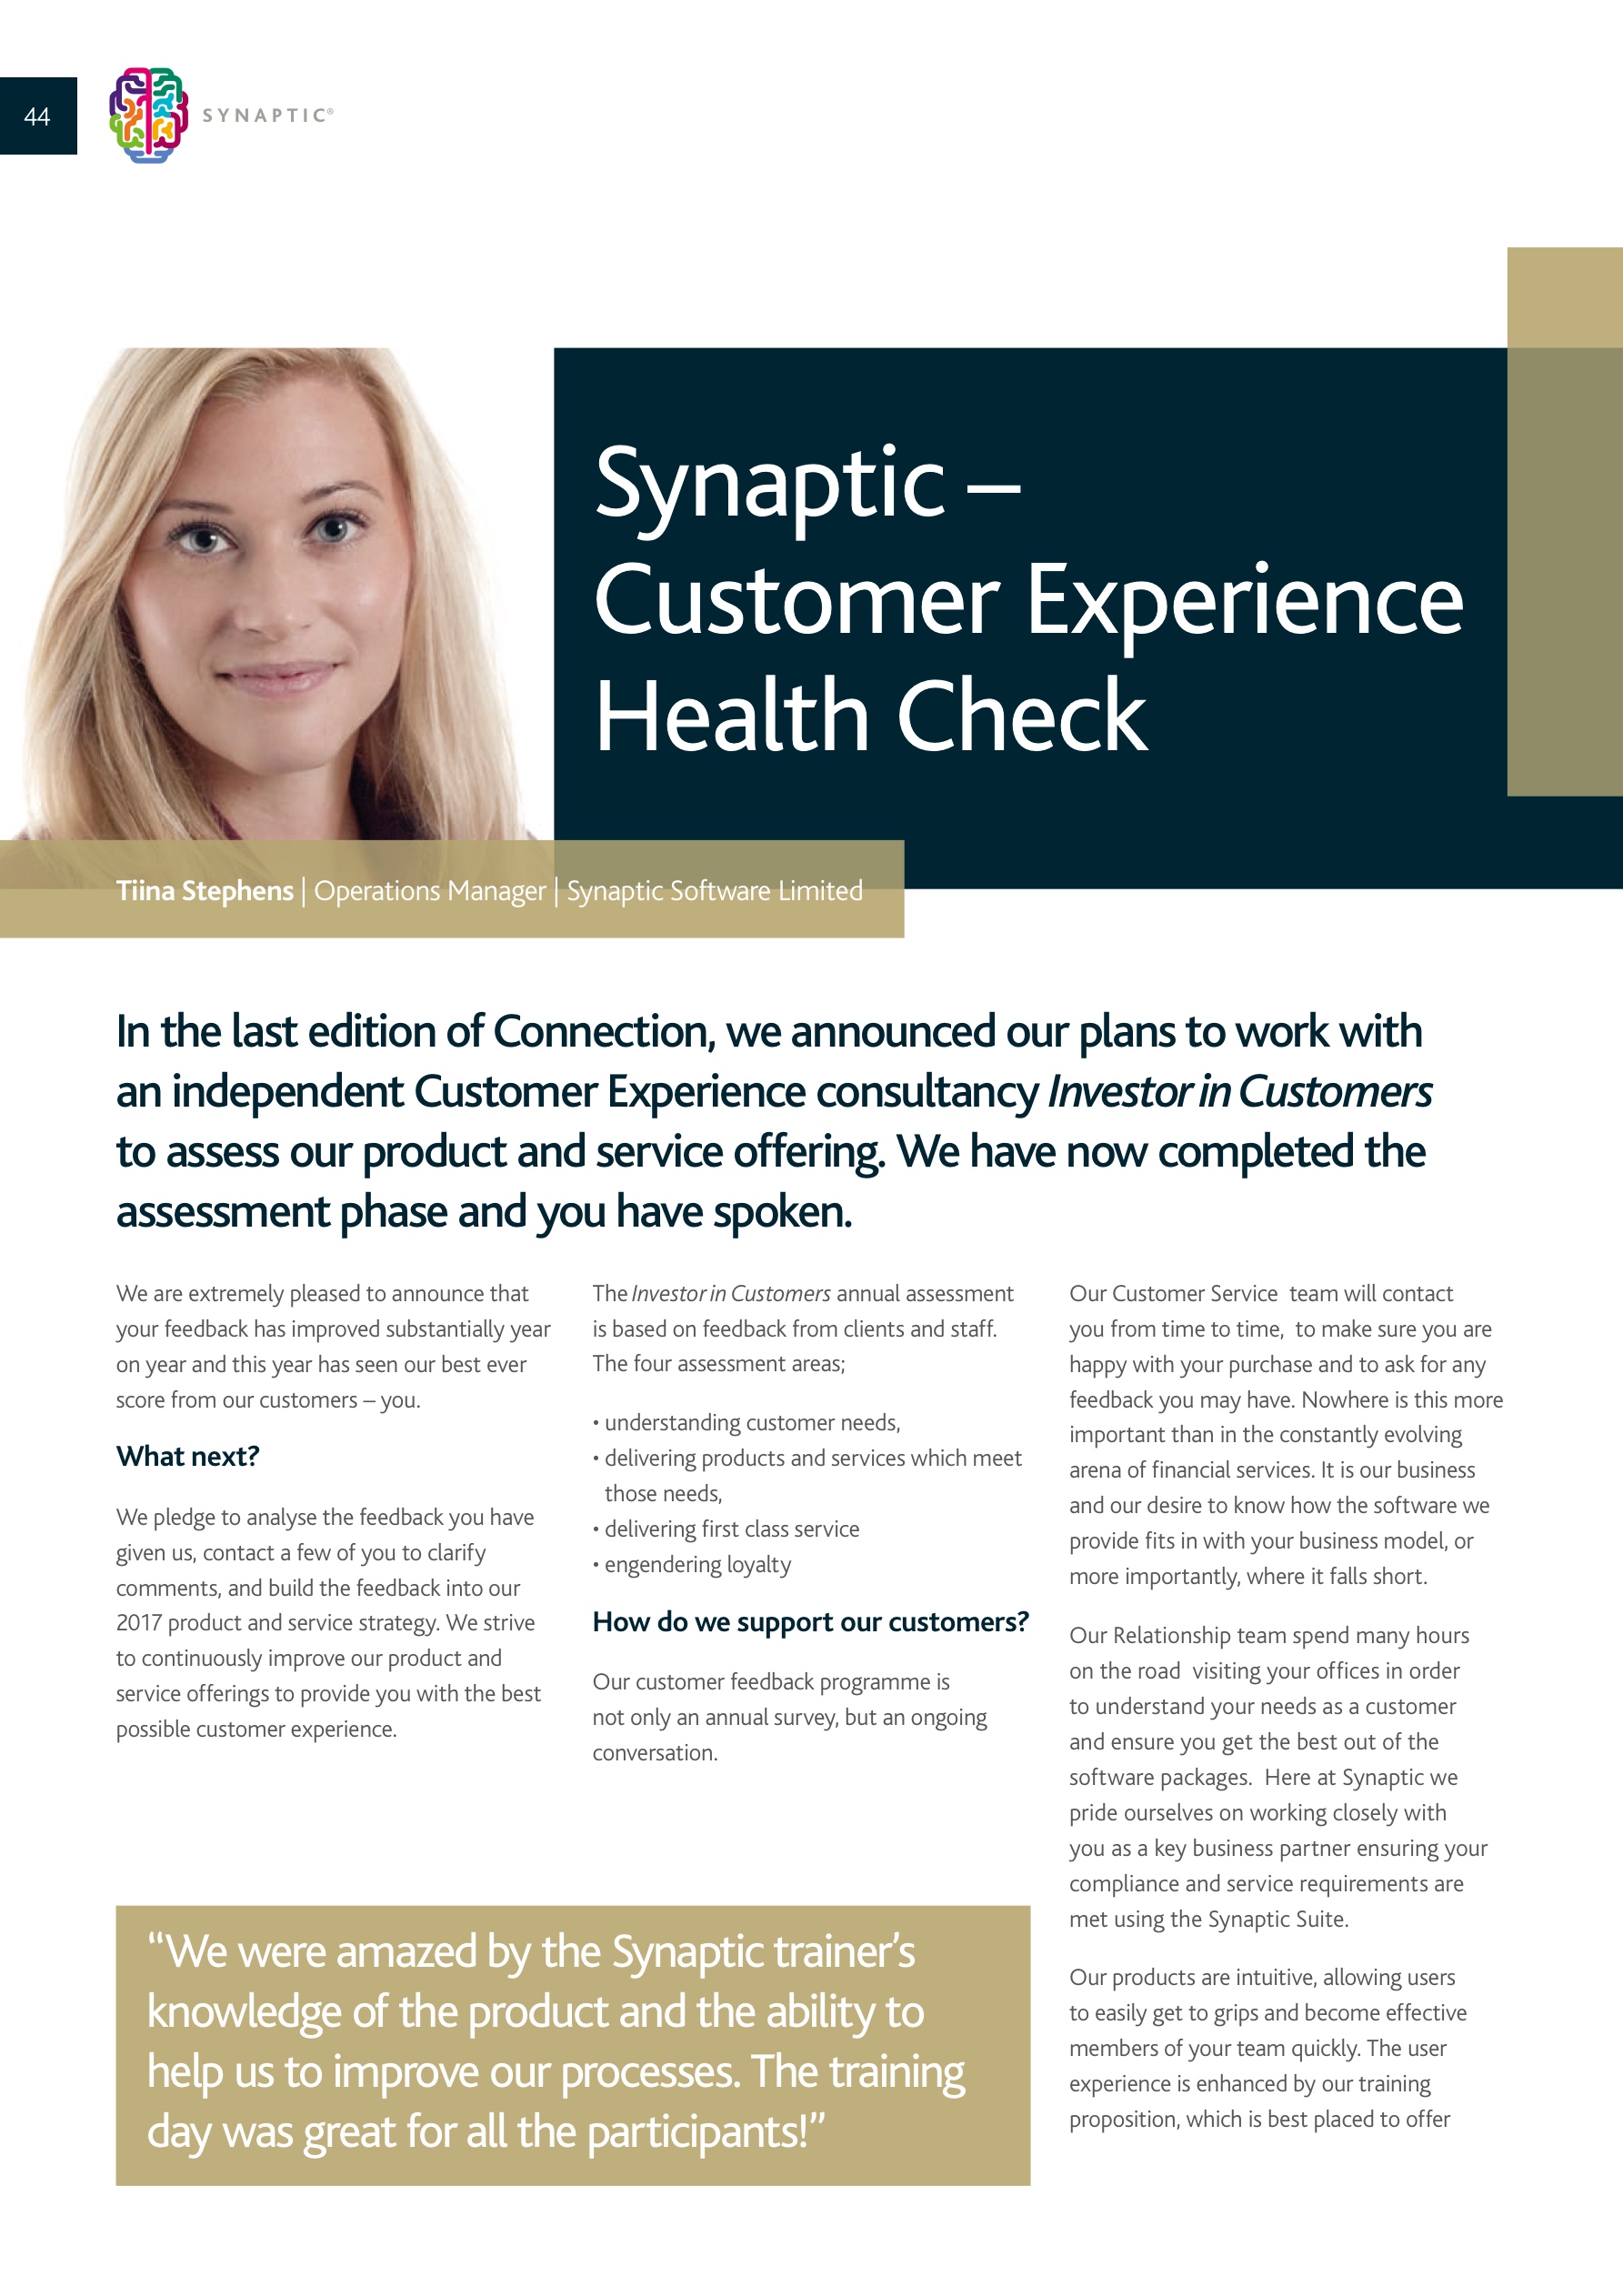 44
SYNAPTIC®
Synaptic –
Customer Experience
Health Check
Tiina Stephens | Operations Manager | Synaptic Software Limited
In the last edition of Connection, we announced our plans to work with
an independent Customer Experience consultancy Investor in Customers
to assess our product and service offering. We have now completed the
assessment phase and you have spoken.
We are extremely pleased to announce that
your feedback has improved substantially year
on year and this year has seen our best ever
score from our customers – you.
What next?
We pledge to analyse the feedback you have
given us, contact a few of you to clarify
comments, and build the feedback into our
2017 product and service strategy. We strive
to continuously improve our product and
service offerings to provide you with the best
possible customer experience.
The Investor in Customers annual assessment
is based on feedback from clients and staff.
The four assessment areas;
• understanding customer needs,
• delivering products and services which meet
those needs,
• delivering first class service
• engendering loyalty
How do we support our customers?
Our customer feedback programme is
not only an annual survey, but an ongoing
conversation.
“We were amazed by the Synaptic trainer’s
knowledge of the product and the ability to
help us to improve our processes. The training
day was great for all the participants!”
Our Customer Service  team will contact
you from time to time,  to make sure you are
happy with your purchase and to ask for any
feedback you may have. Nowhere is this more
important than in the constantly evolving
arena of financial services. It is our business
and our desire to know how the software we
provide fits in with your business model, or
more importantly, where it falls short.
Our Relationship team spend many hours
on the road  visiting your offices in order
to understand your needs as a customer
and ensure you get the best out of the
software packages.  Here at Synaptic we
pride ourselves on working closely with
you as a key business partner ensuring your
compliance and service requirements are
met using the Synaptic Suite.
Our products are intuitive, allowing users
to easily get to grips and become effective
members of your team quickly. The user
experience is enhanced by our training
proposition, which is best placed to offer